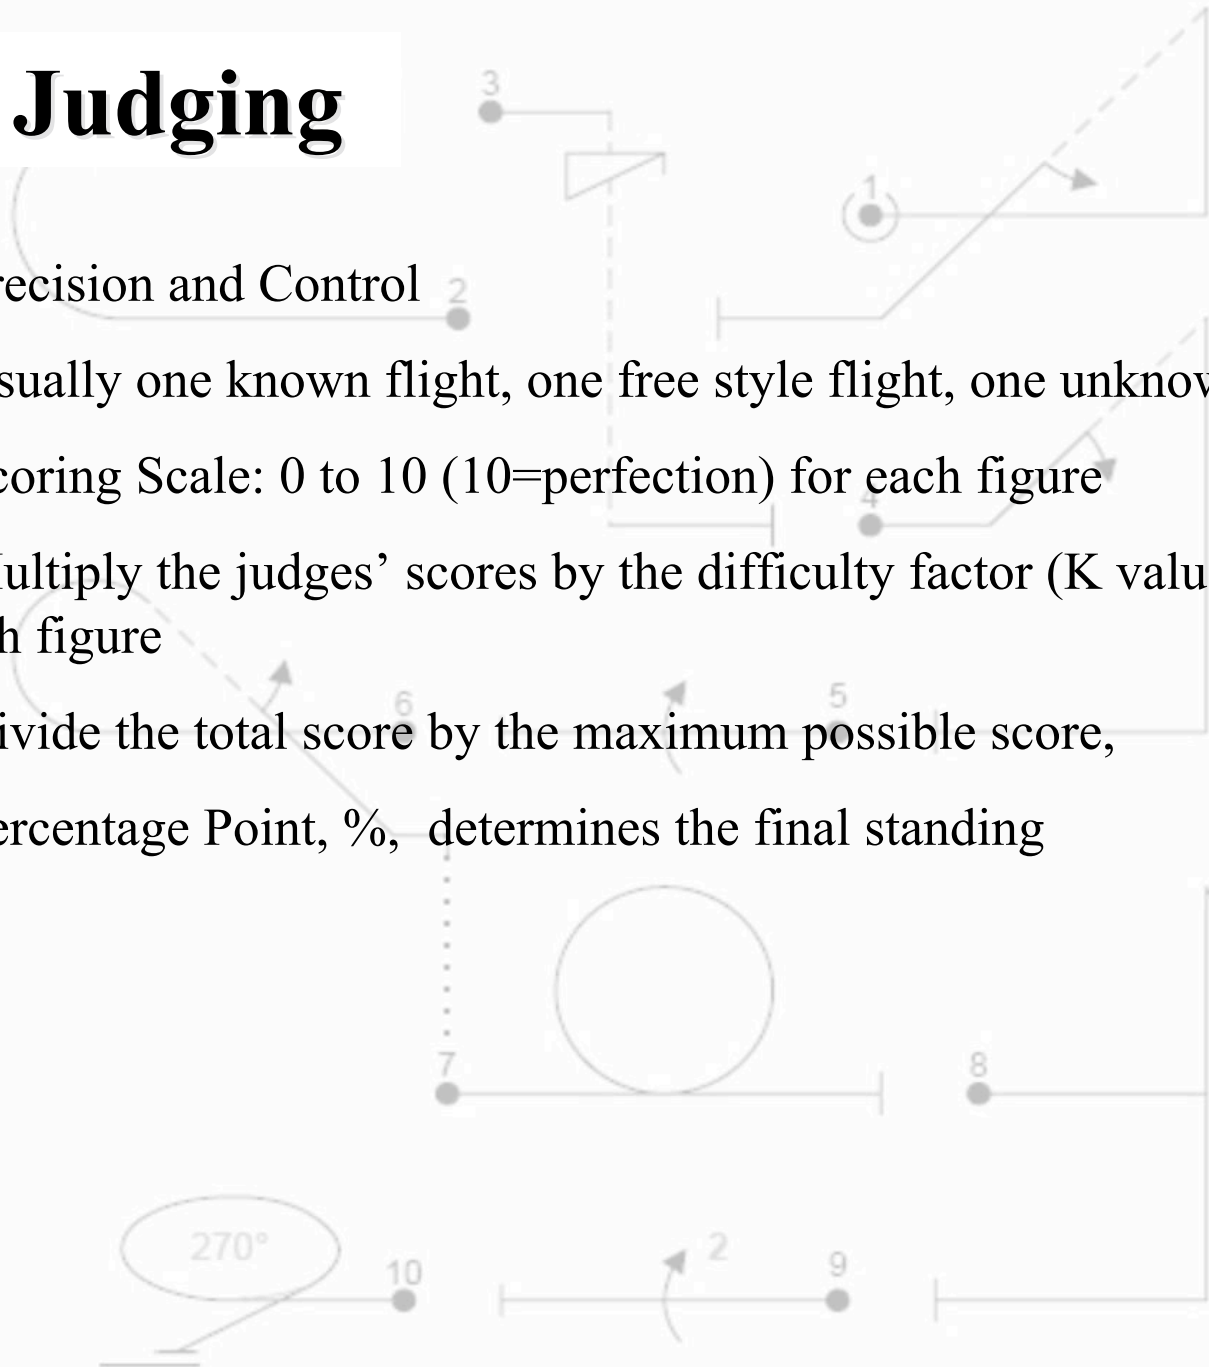 Judging
recision and Control
sually one known flight, one free style flight, one unknow
coring Scale: 0 to 10 (10=perfection) for each figure
ultiply the judges’ scores by the difficulty factor (K valu
h figure
ivide the total score by the maximum possible score,
ercentage Point, %, determines the final standing
3
1
2
4
6
5
7
8
270°
10
2
9